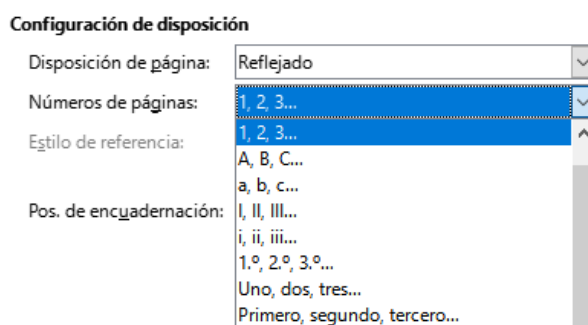 Configuración de disposición
Disposición de página: Reflejado
Números de páginas: 1, 2, 3...
Estilo de referencia: 1, 2, 3...
A, B, C...
a, b, c...
Pos. de encuadernación: I, II, III...
i, ii, iii...
1.º, 2.º, 3.º...
Uno, dos, tres...
Primero, segundo, tercero...